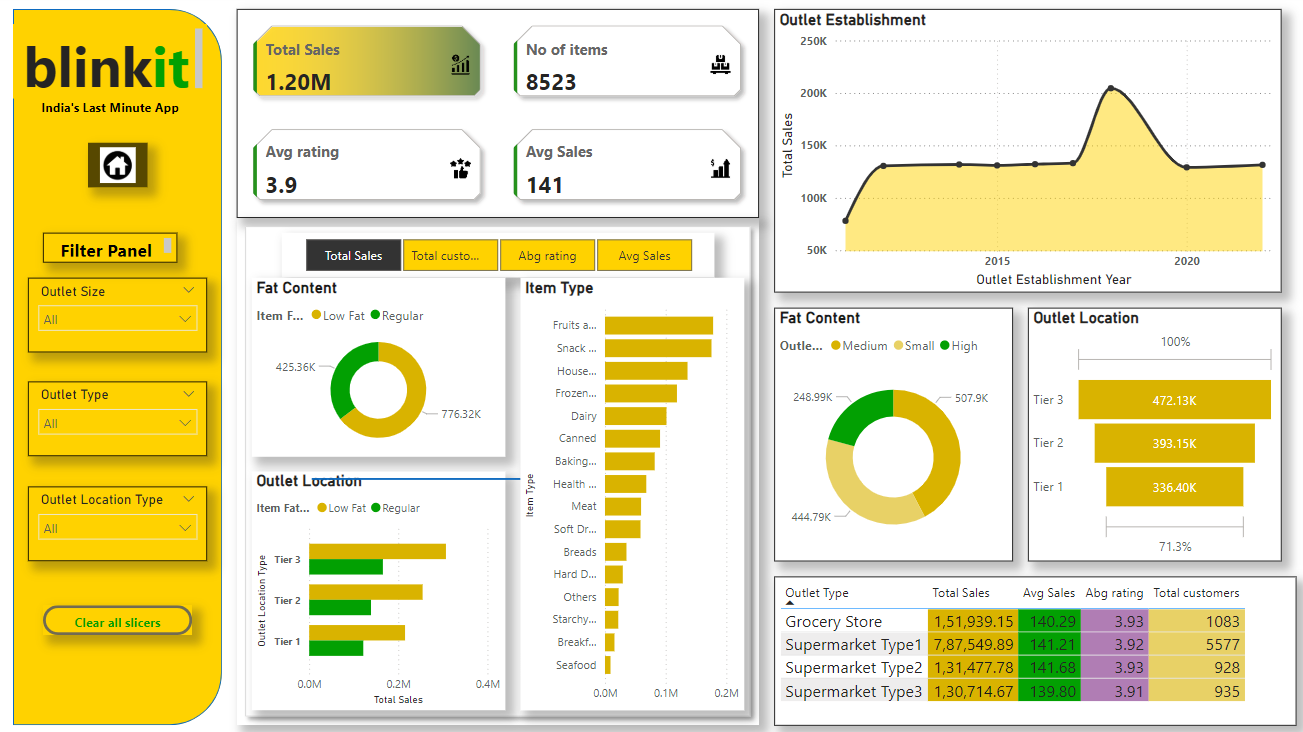 blinkit
India's Last Minute App
Filter Panel
Outlet Size
All
Outlet Type
All
Outlet Location Type
All
Clear all slicers
Total Sales
1.20M
No of items
8523
Avg rating
3.9
Avg Sales
141
Total Sales
Total custo...
Abg rating
Avg Sales
Fat Content
Item F...
Low Fat
Regular
425.36K
776.32K
Outlet Location
Item Fat...
Low Fat
Regular
Outlet Location Type
Tier 3
Tier 2
Tier 1
0.0M
0.2M
0.4M
Total Sales
Item Type
Item Type
Fruits a...
Snack ...
House...
Frozen...
Dairy
Canned
Baking...
Health ...
Meat
Soft Dr...
Breads
Hard D...
Others
Starchy...
Breakf...
Seafood
0.0M
0.1M
0.2M
Outlet Establishment
Total Sales
250K
200K
150K
100K
50K
2015
2020
Outlet Establishment Year
Fat Content
Outle...
Medium
Small
High
248.99K
507.9K
444.79K
Outlet Location
100%
Tier 3
472.13K
Tier 2
393.15K
Tier 1
336.40K
71.3%
Outlet Type Total Sales Avg Sales Abg rating Total customers
Grocery Store 1,51,939.15 140.29 3.93 1083
Supermarket Type1 7,87,549.89 141.21 3.92 5577
Supermarket Type2 1,31,477.78 141.68 3.93 928
Supermarket Type3 1,30,714.67 139.80 3.91 935